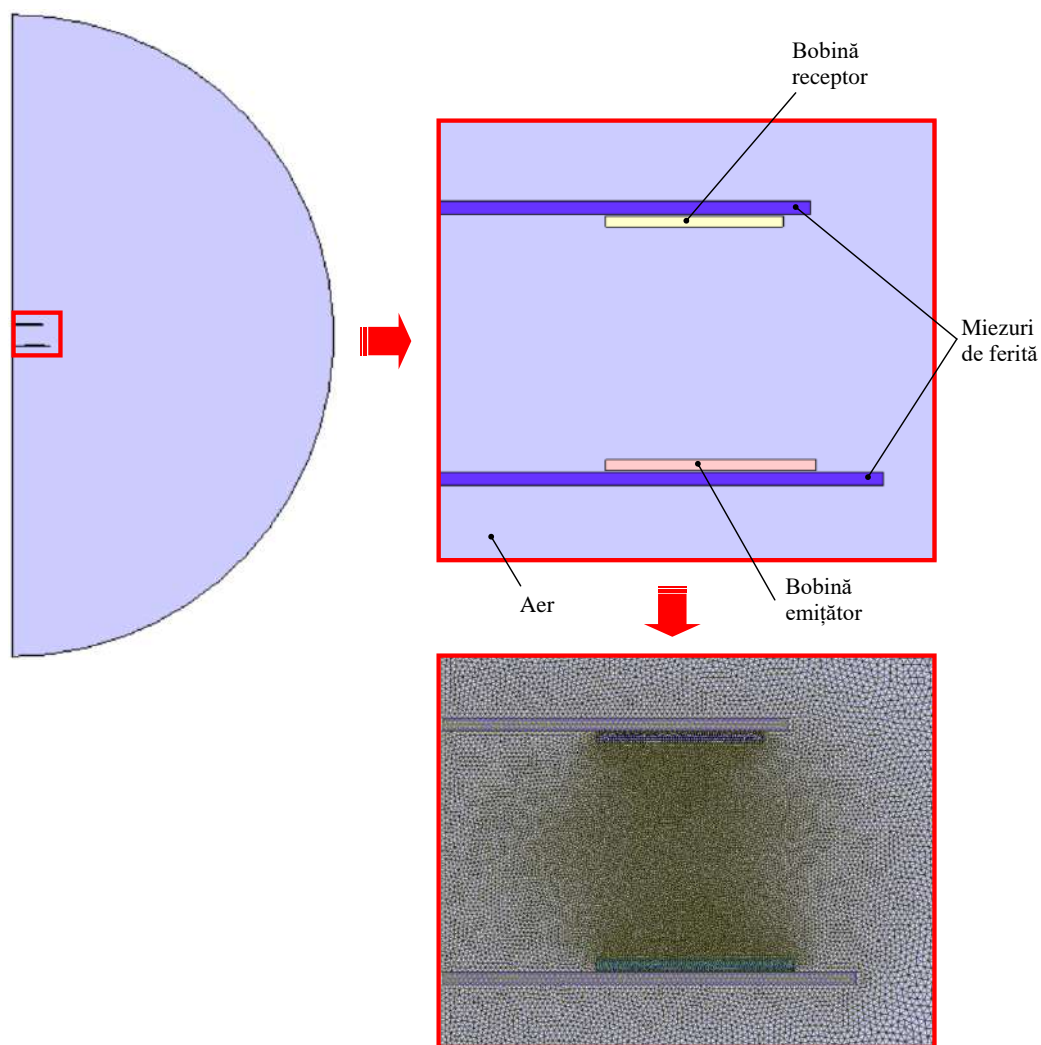 Bobină
receptor
Miezuri
de ferită
Aer
Bobină
emițător